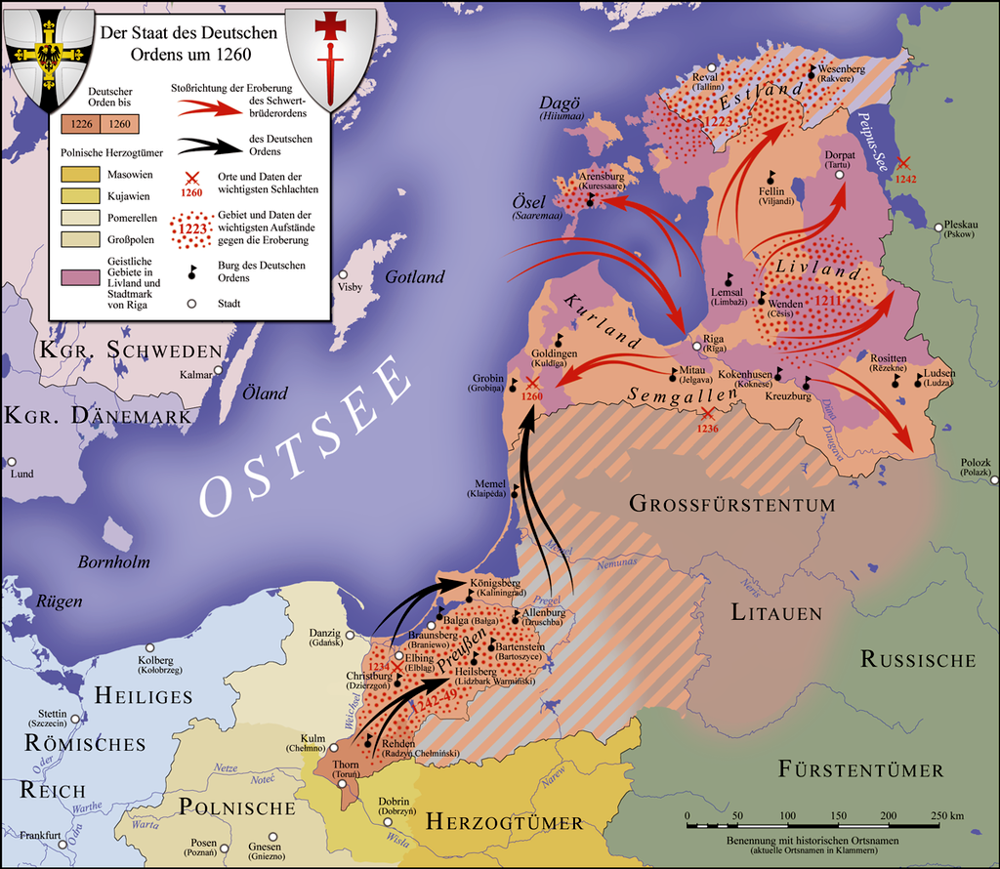 Der Staat des Deutschen
Ordens um 1260
Deutscher
Orden bis
1226
1260
Polnische Herzogtümer
Masowien
Kujawien
Pomerellen
Großpolen
Geistliche
Gebiete in
Livland und
Stadtmark
von Riga
Stoßrichtung der Eroberung
des Schwert-
brüderordens
des Deutschen
Ordens
1260
Orte und Daten der
wichtigsten Schlachten
1223
Gebiet und Daten der
wichtigsten Aufstände
gegen die Eroberung
Burg des Deutschen
Ordens
Stadt
Reval
(Tallinn)
Wesenberg
(Rakvere)
Estland
1223
Dagö
(Hiiumaa)
Peipus-See
1242
Dorpat
(Tartu)
Arensburg
(Kuressaare)
Fellin
(Viljandi)
Ösel
(Saaremaa)
Pleskau
(Pskow)
Gotland
Visby
Livland
Lemsal
(Limbaži)
Wenden
(Cēsis)
1211
Kurland
Riga
(Rīga)
Goldingen
(Kuldīga)
Kgr. Schweden
Kalmar
Öland
Grobin
(Grobiņa)
1260
Mitau
(Jelgava)
Kokenhusen
(Koknese)
Kreuzburg
Rositten
(Rēzekne)
Ludsen
(Ludza)
Semgallen
1236
Düna
Daugava
Kgr. Dänemark
Lund
OSTSEE
Polozk
(Polazk)
Memel
(Klaipėda)
Grossfürstentum
Litauen
Bornholm
Memel
Nemunas
Neris
Rügen
Königsberg
(Kaliningrad)
Pregel
Balga (Bałga)
Allenburg
(Druschba)
Braunsberg
(Braniewo)
Preußen
Bartenstein
(Bartoszyce)
Danzig
(Gdańsk)
Elbing
(Elbląg)
1234
Christburg
(Dzierzgoń)
Heilsberg
(Lidzbark Warmiński)
1242-49
Kolberg
(Kołobrzeg)
Russische
Fürstentümer
Heiliges
Römisches
Reich
Stettin
(Szczecin)
Weichsel
Kulm
(Chełmno)
Rehden
(Radzyń Chełmiński)
Thorn
(Toruń)
Oder
Netze
Noteć
Narew
Warthe
Warta
Polnische
Herzogtümer
Dobrin
(Dobrzyń)
Wisła
Frankfurt
Odra
Posen
(Poznań)
Gnesen
(Gniezno)
0 50 100 150 200 250 km
Benennung mit historischen Ortsnamen
(aktuelle Ortsnamen in Klammern)